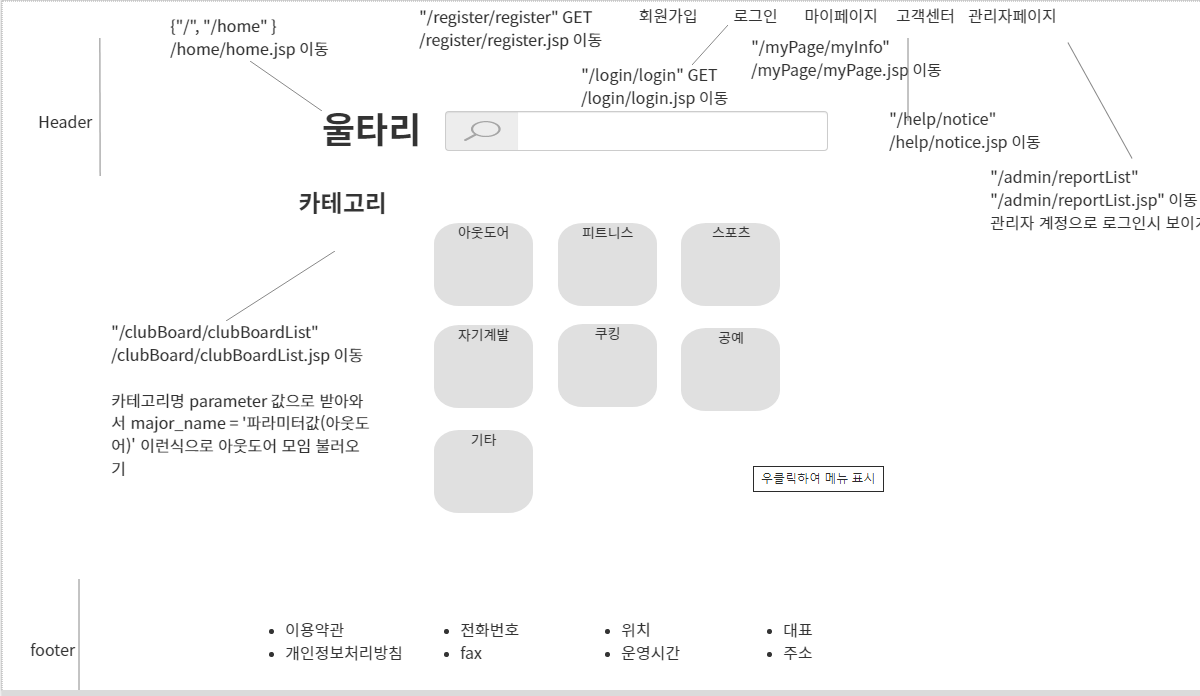 {"/", "/home" }
/home/home.jsp 이동
"/register/register" GET
/register/register.jsp 이동
회원가입
로그인
마이페이지
고객센터
관리자페이지
"/login/login" GET
/login/login.jsp 이동
"/myPage/myInfo"
/myPage/myPage.jsp 이동
Header
울타리
"/help/notice"
/help/notice.jsp 이동
"/admin/reportList"
"/admin/reportList.jsp" 이동
관리자 계정으로 로그인시 보이
카테고리
아웃도어
피트니스
스포츠
자기계발
쿠킹
공예
기타
"/clubBoard/clubBoardList"
/clubBoard/clubBoardList.jsp 이동
카테고리명 parameter 값으로 받아와
서 major_name = '파라미터값(아웃도
어)' 이런식으로 아웃도어 모임 불러오
기
우클릭하여 메뉴 표시
footer
• 이용약관
• 개인정보처리방침
• 전화번호
• fax
• 위치
• 운영시간
• 대표
• 주소